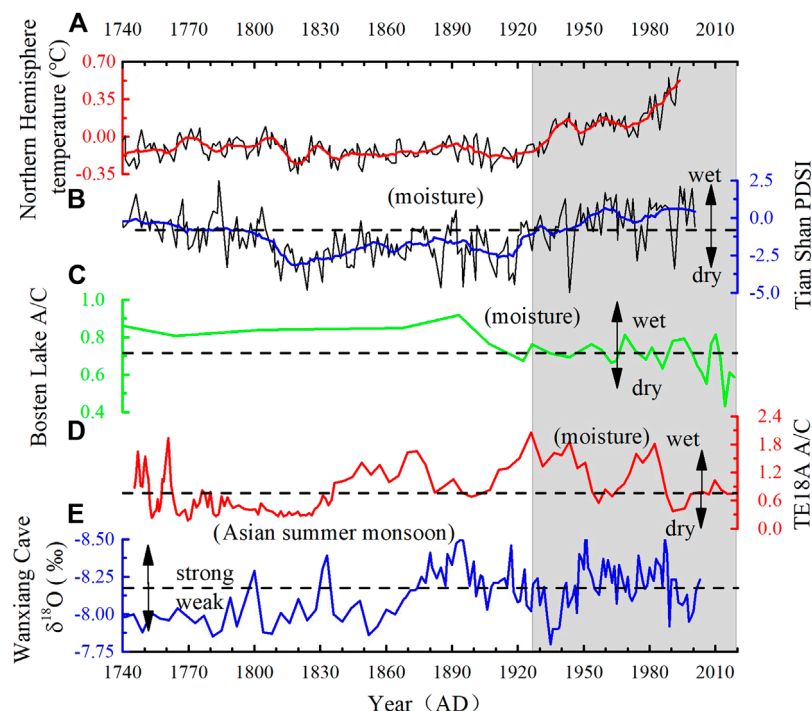 A
1740 1770 1800 1830 1860 1890 1920 1950 1980 2010
Northern Hemisphere
temperature (°C)
0.70
0.35
0.00
-0.35
B
(moisture)
wet
dry
2.5
0.0
-2.5
-5.0
Tian Shan PDSI
C
Bosten Lake A/C
1.0
0.8
0.6
0.4
(moisture)
wet
dry
D
(moisture)
wet
dry
2.4
1.8
1.2
0.6
0.0
TE18A A/C
E
Wanxiang Cave
δ18O ( ‰)
-8.50
-8.25
-8.00
-7.75
(Asian summer monsoon)
strong
weak
1740 1770 1800 1830 1860 1890 1920 1950 1980 2010
Year（AD）